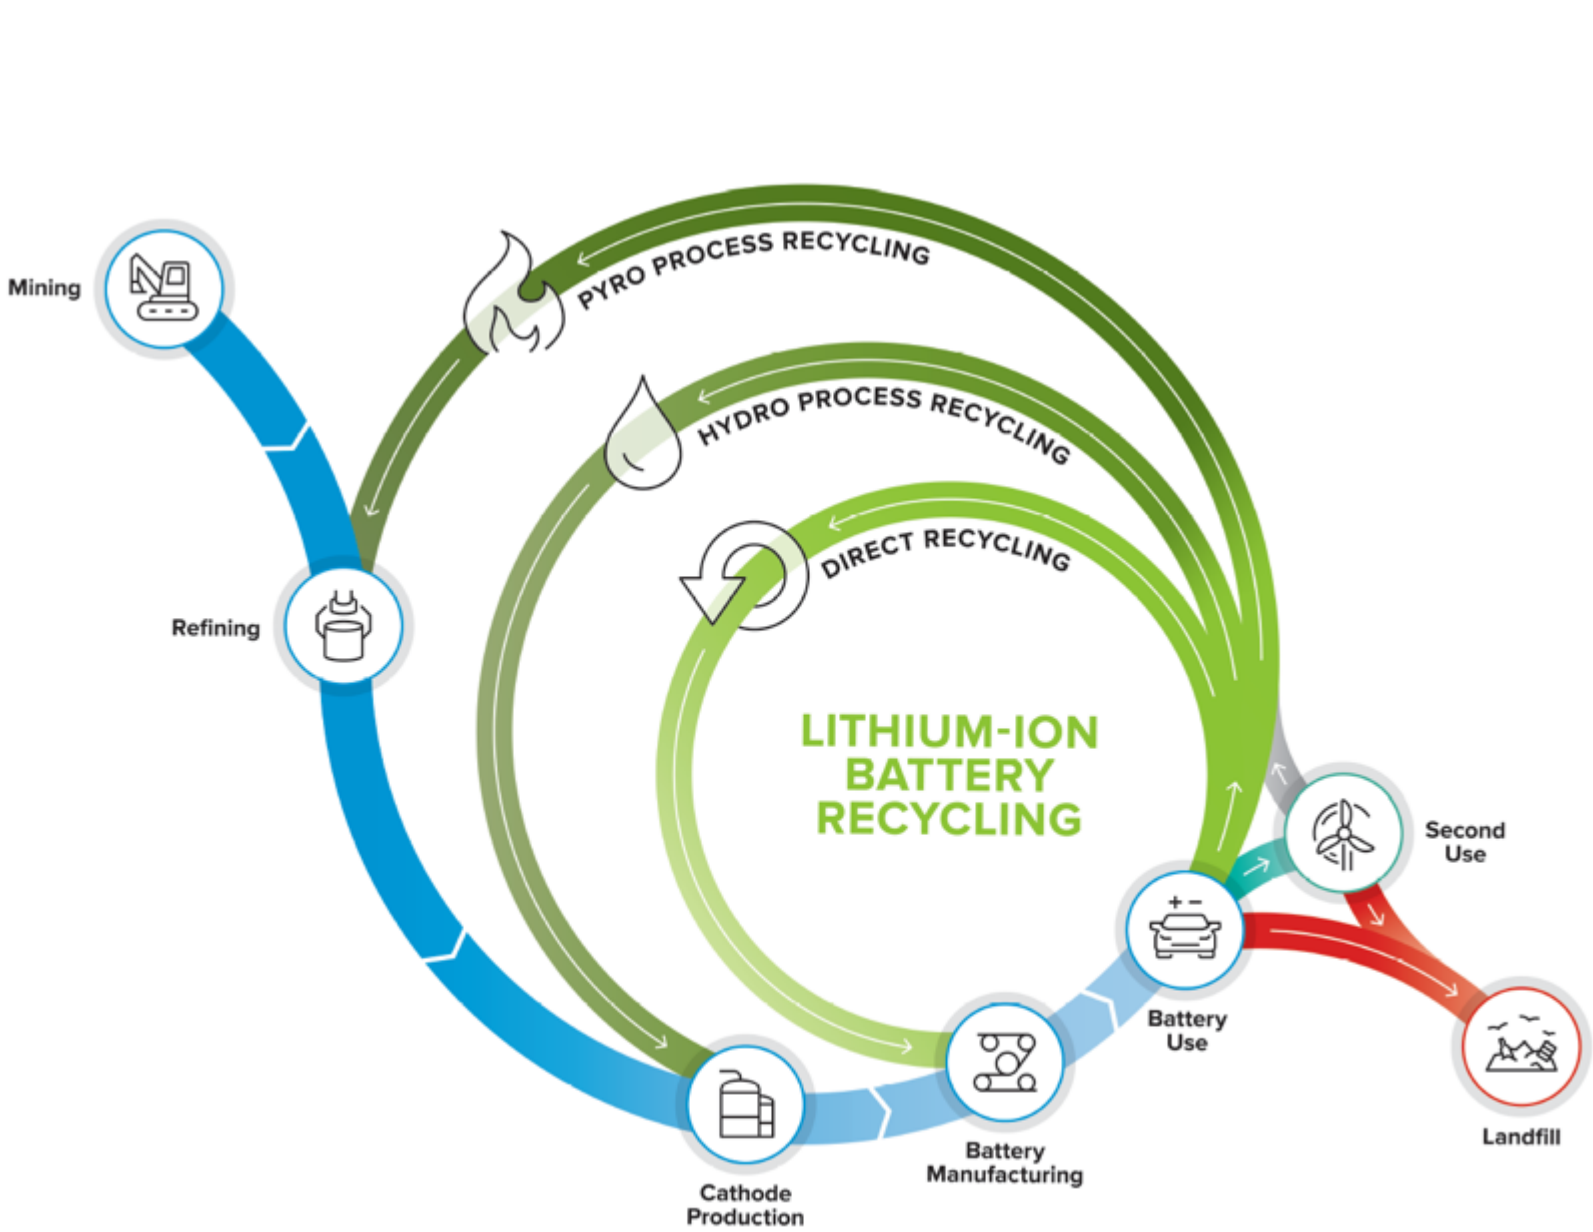 PYRO PROCESS RECYCLING
Mining
HYDRO PROCESS RECYCLING
DIRECT RECYCLING
Refining
LITHIUM-ION
BATTERY
RECYCLING
Second
Use
+ −
Battery
Use
Landfill
Battery
Manufacturing
Cathode
Production